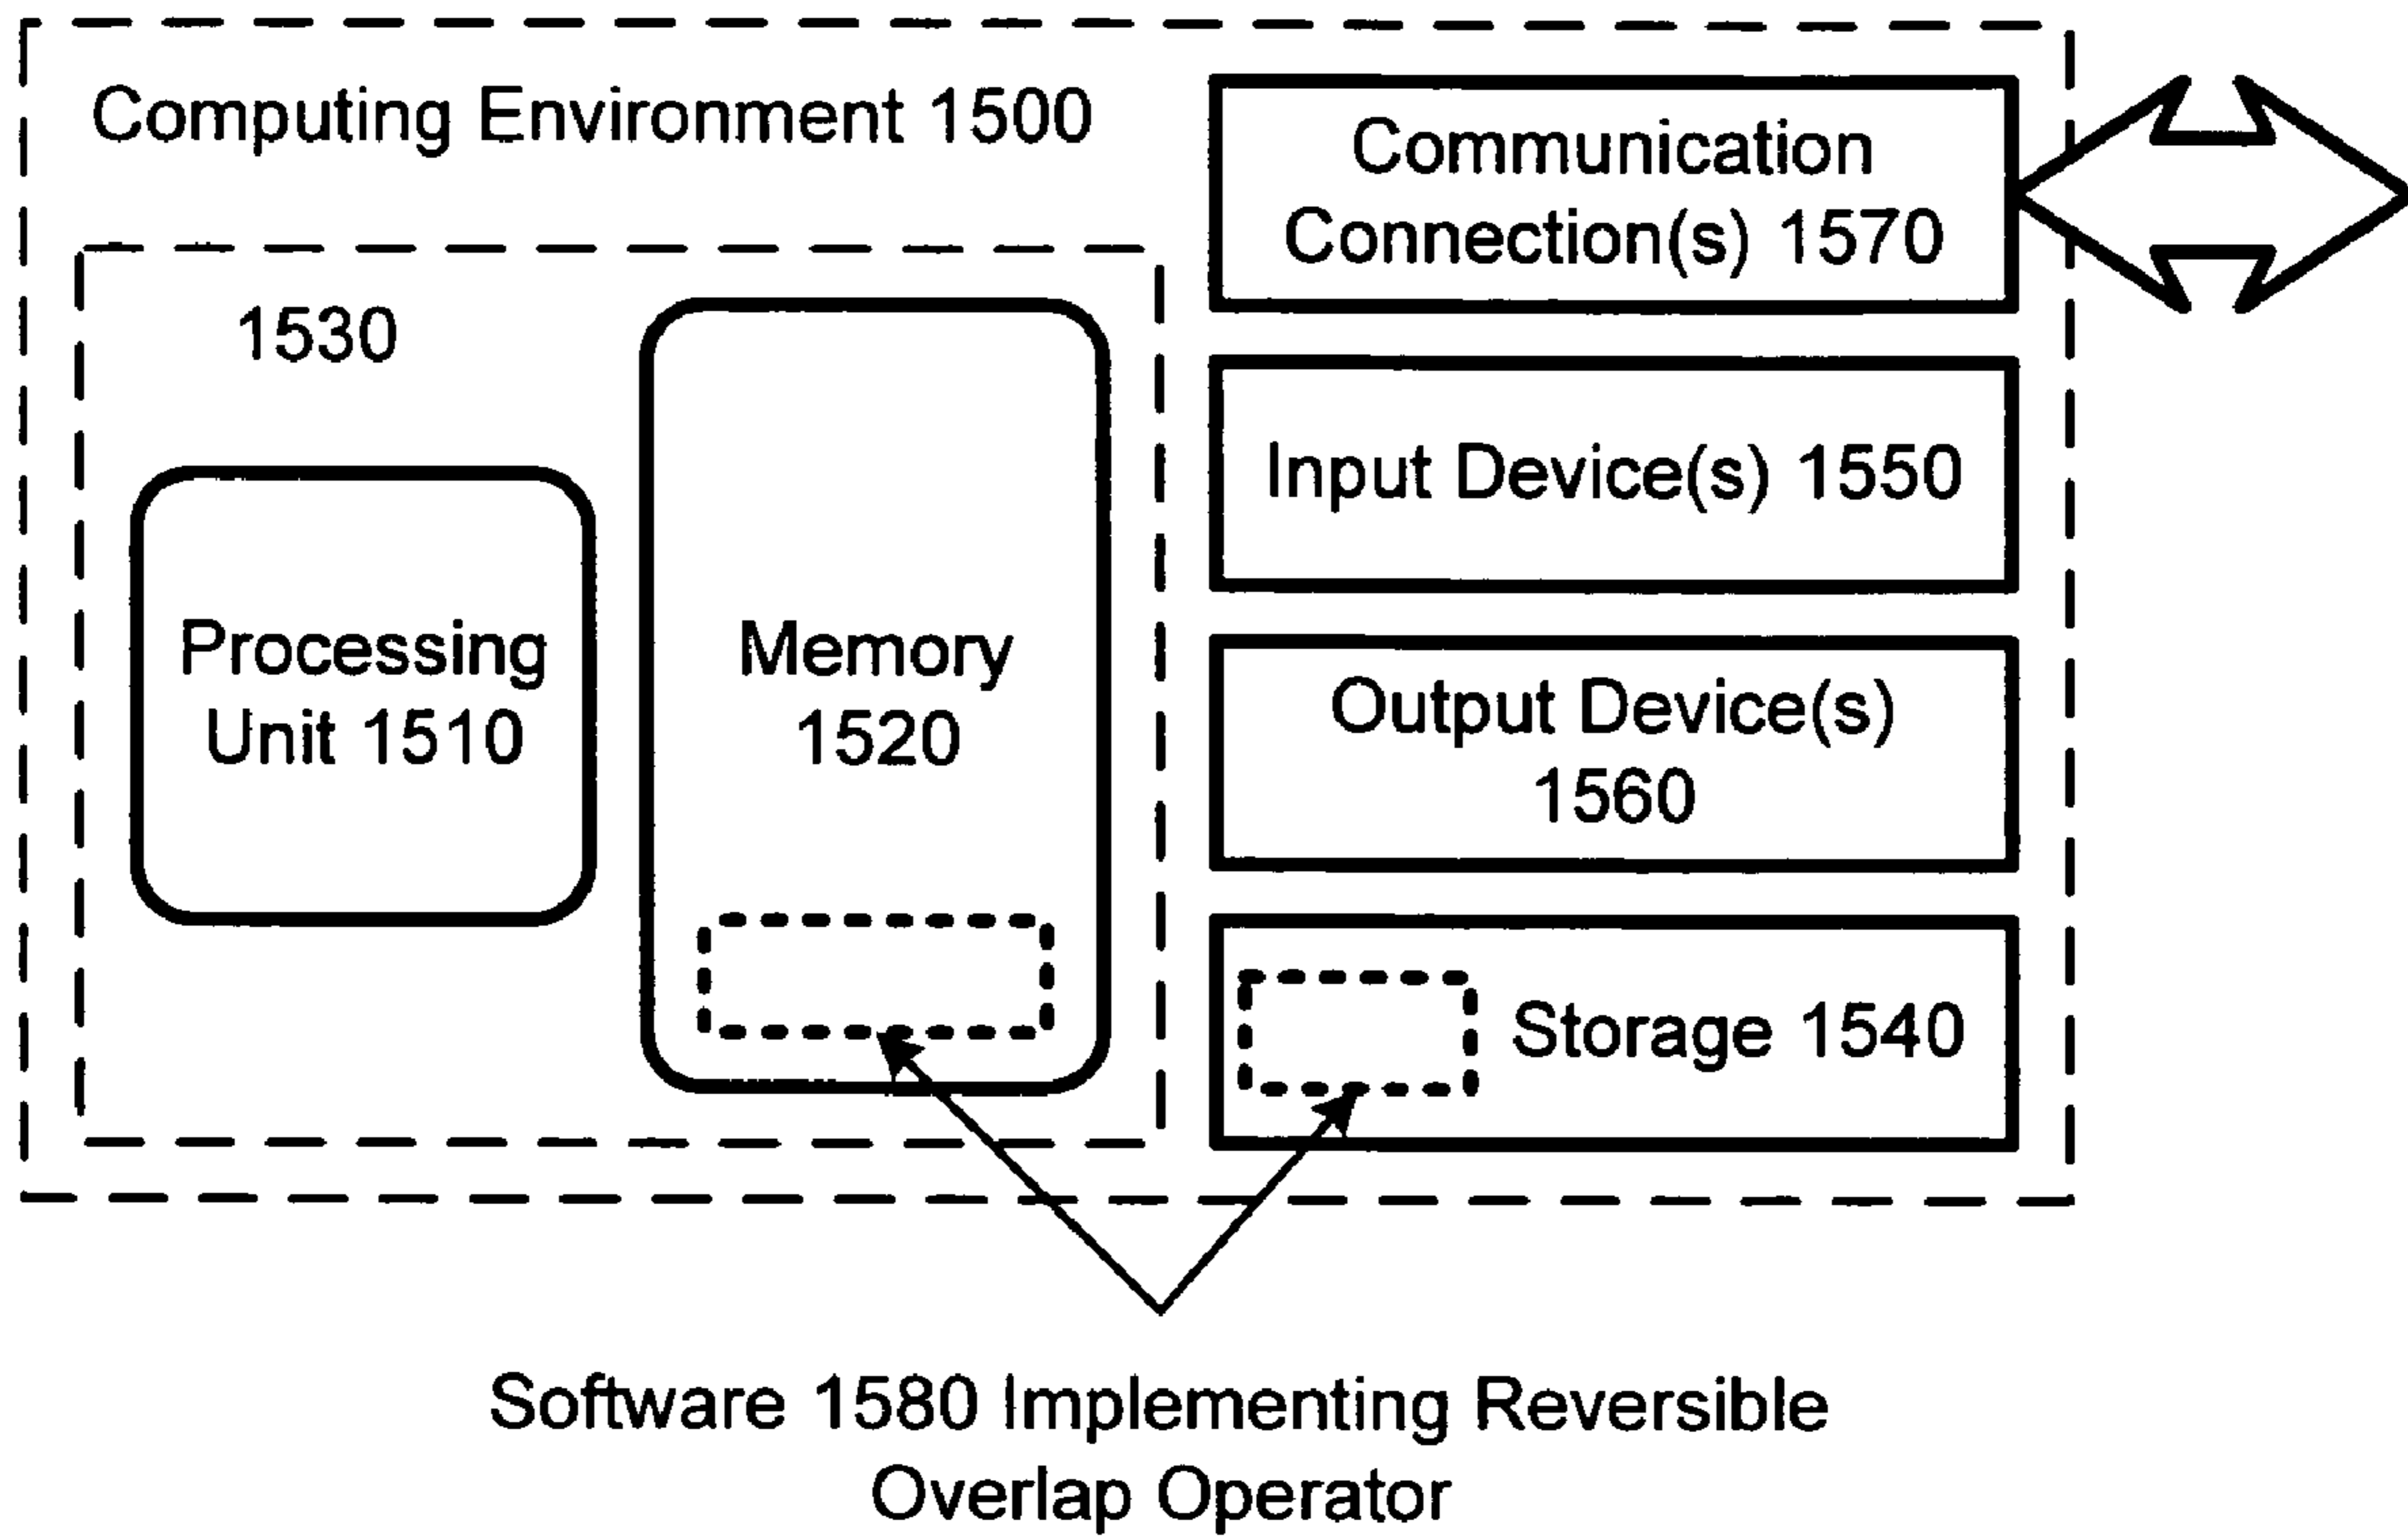 Computing Environment 1500
Communication
Connection(s) 1570
1530
Input Device(s) 1550
Processing
Unit 1510
Memory
1520
Output Device(s)
1560
Storage 1540
Software 1580 Implementing Reversible
Overlap Operator